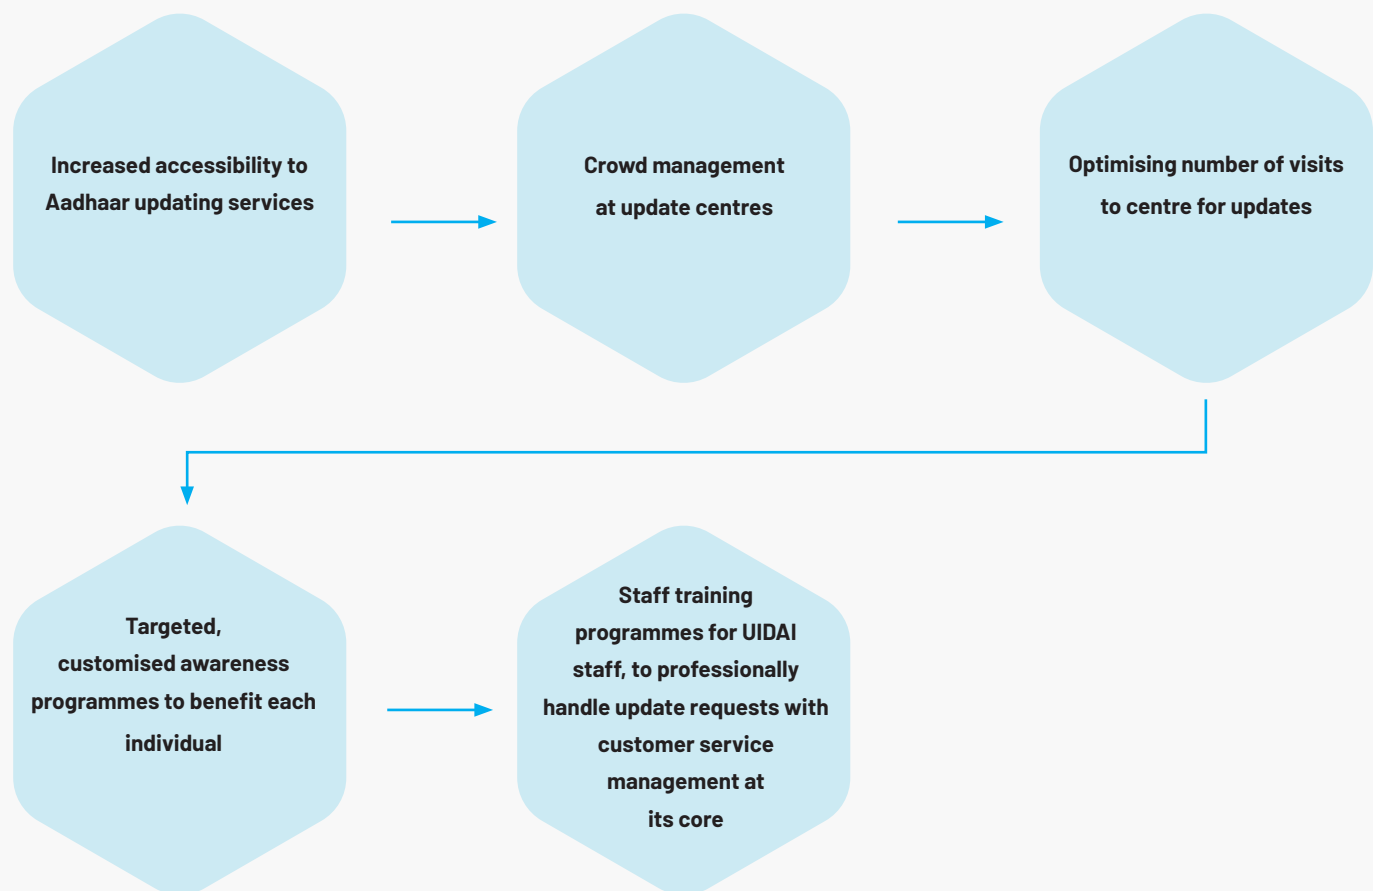 Increased accessibility to
Aadhaar updating services
Crowd management
at update centres
Optimising number of visits
to centre for updates
Targeted,
customised awareness
programmes to benefit each
individual
Staff training
programmes for UIDAI
staff, to professionally
handle update requests with
customer service
management at
its core